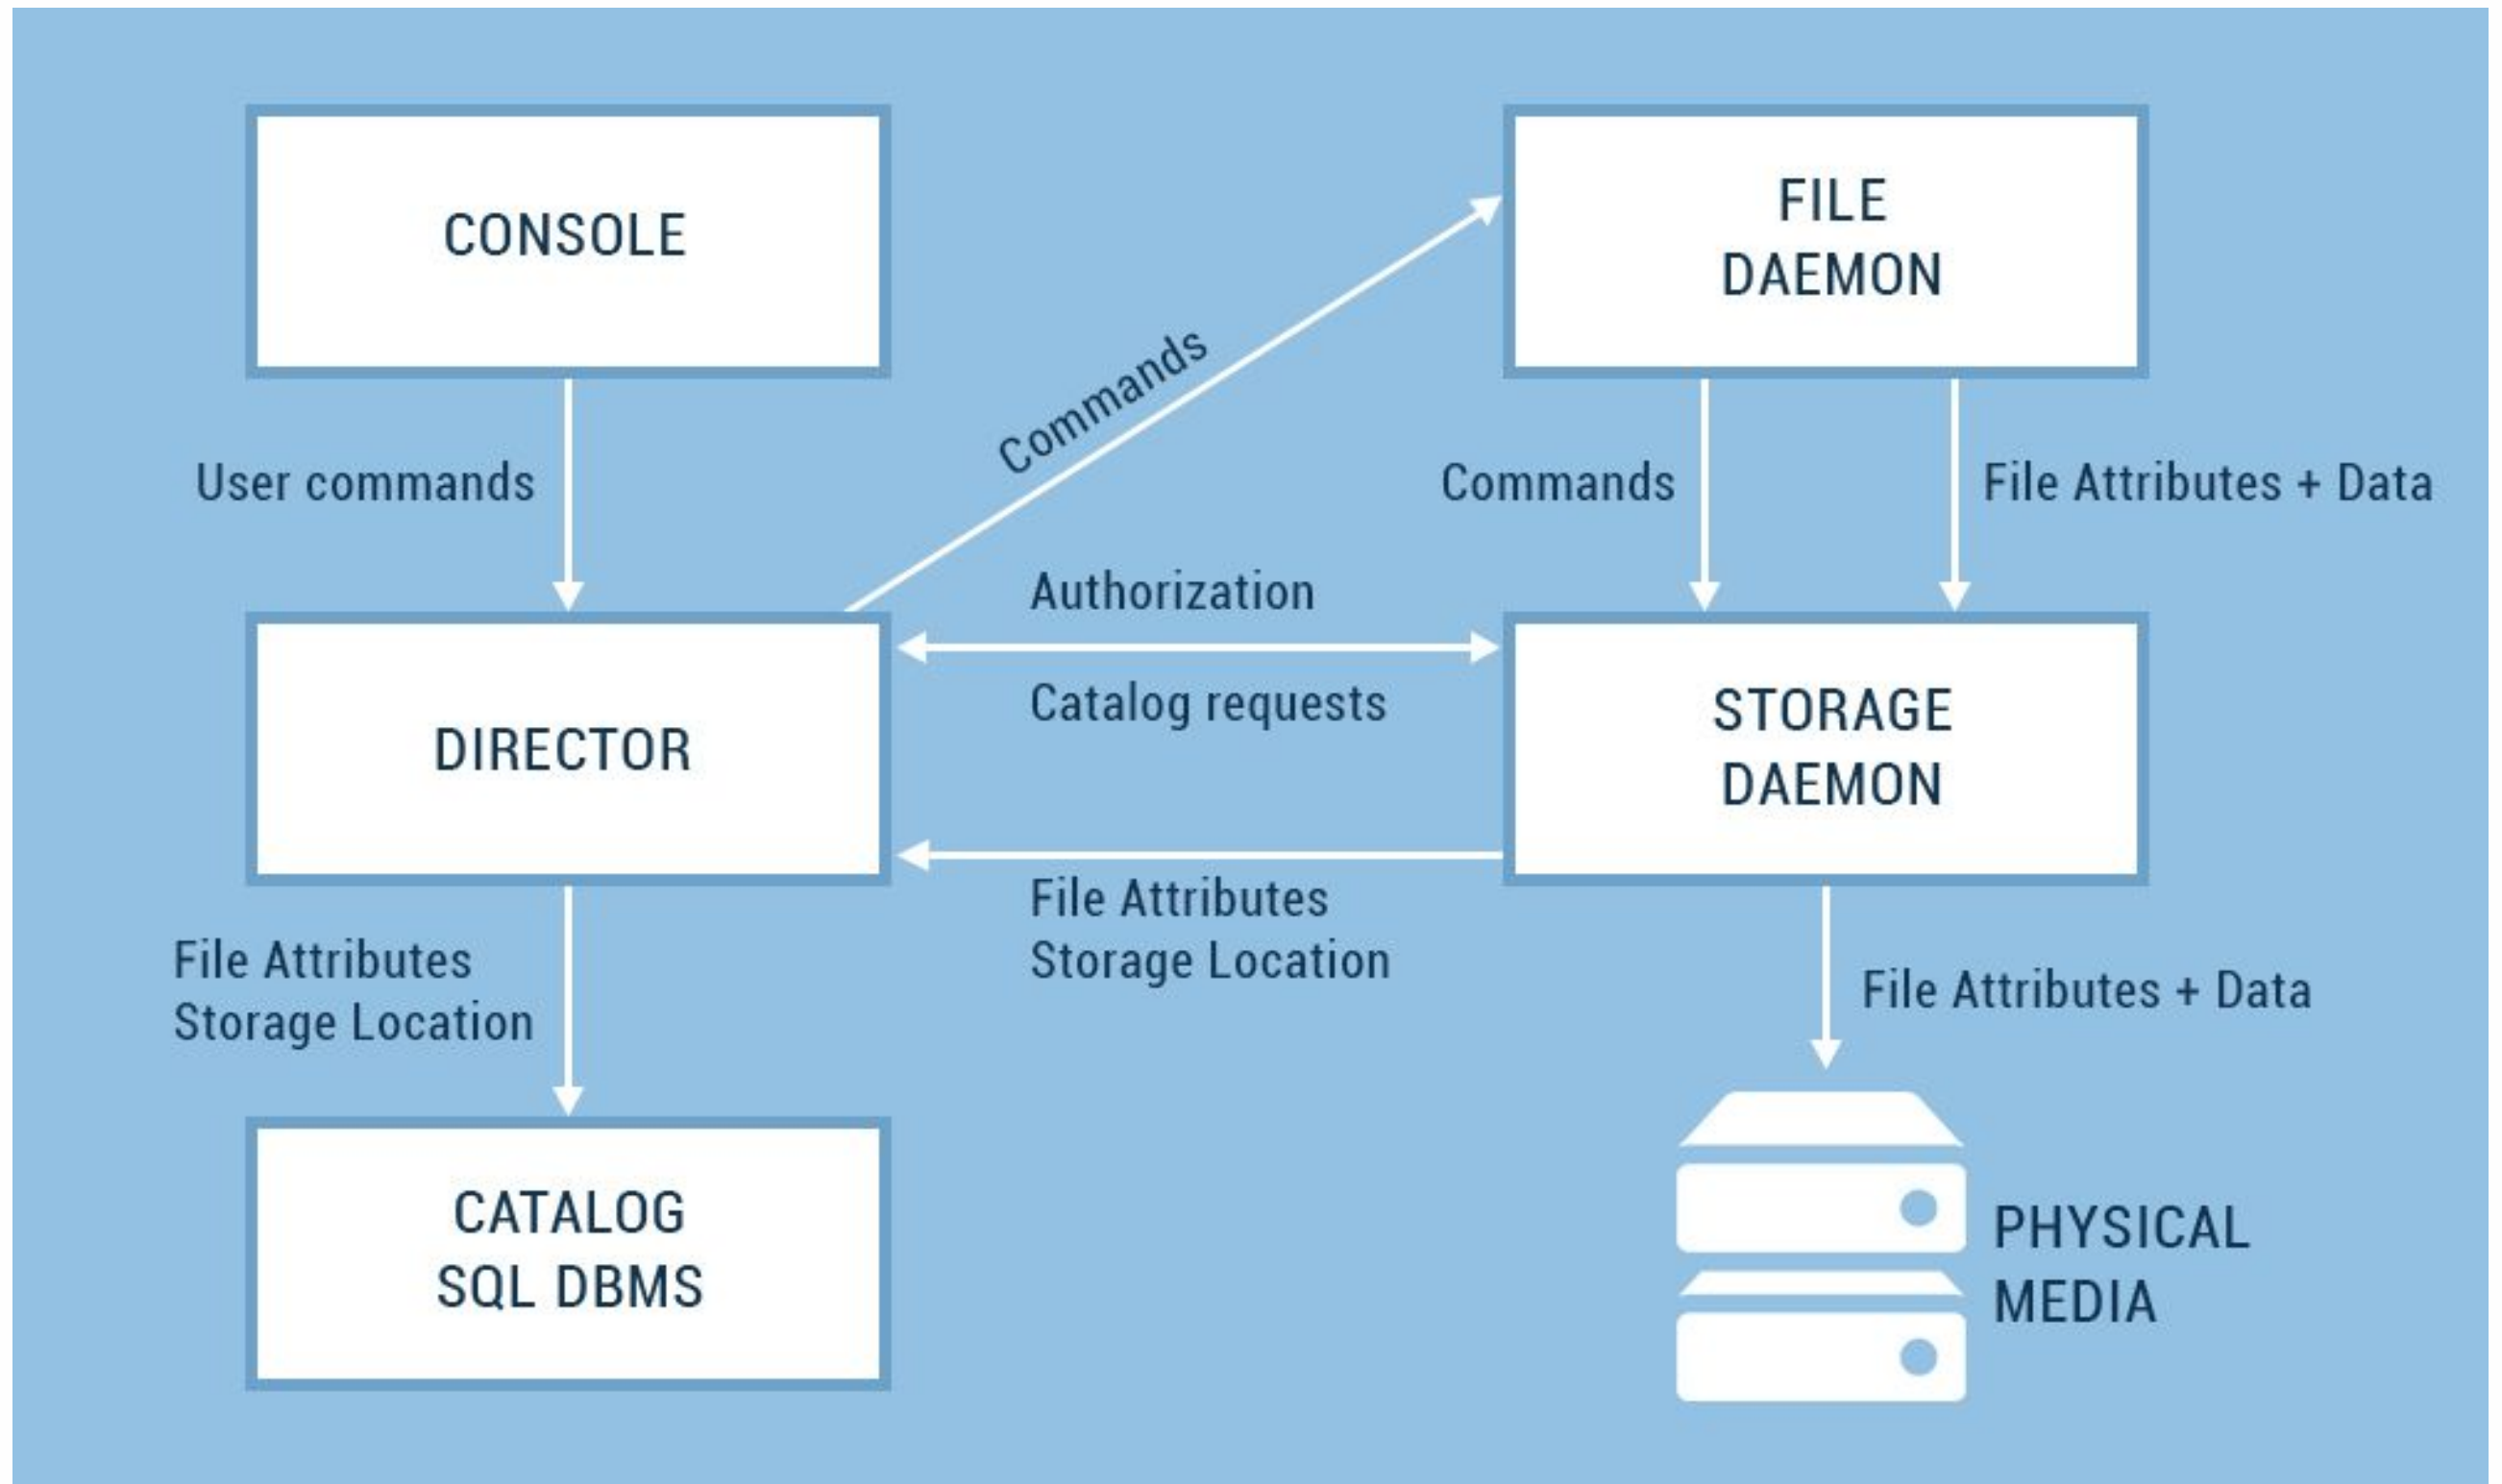 CONSOLE
FILE
DAEMON
Commands
User commands
Commands
File Attributes + Data
Authorization
Catalog requests
DIRECTOR
STORAGE
DAEMON
File Attributes
Storage Location
File Attributes
Storage Location
File Attributes + Data
CATALOG
SQL DBMS
PHYSICAL
MEDIA